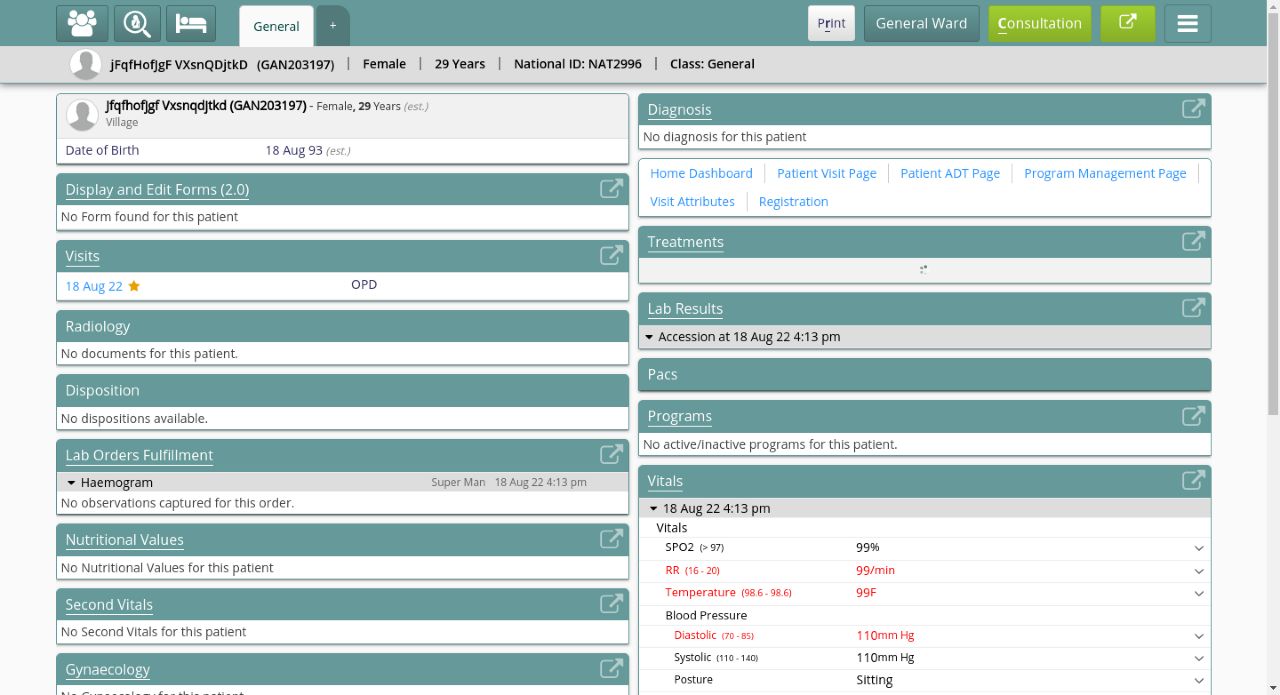 General
+
Print
General Ward
Consultation
jFqfHofJgF VXsnQDjtkD (GAN203197) | Female | 29 Years | National ID: NAT2996 | Class: General
Jfqfhofjgf Vxsnqdjtkd (GAN203197) - Female, 29 Years (est.)
Village
Date of Birth 18 Aug 93 (est.)
Display and Edit Forms (2.0)
No Form found for this patient
Visits
18 Aug 22 OPD
Radiology
No documents for this patient.
Disposition
No dispositions available.
Lab Orders Fulfillment
Haemogram Super Man 18 Aug 22 4:13 pm
No observations captured for this order.
Nutritional Values
No Nutritional Values for this patient
Second Vitals
No Second Vitals for this patient
Gynaecology
No Gynaecology for this patient
Diagnosis
No diagnosis for this patient
Home Dashboard | Patient Visit Page | Patient ADT Page | Program Management Page |
Visit Attributes | Registration
Treatments
Lab Results
Accession at 18 Aug 22 4:13 pm
Pacs
Programs
No active/inactive programs for this patient.
Vitals
18 Aug 22 4:13 pm
Vitals
SPO2 (> 97) 99%
RR (16 - 20) 99/min
Temperature (98.6 - 98.6) 99F
Blood Pressure
Diastolic (70 - 85) 110mm Hg
Systolic (110 - 140) 110mm Hg
Posture Sitting